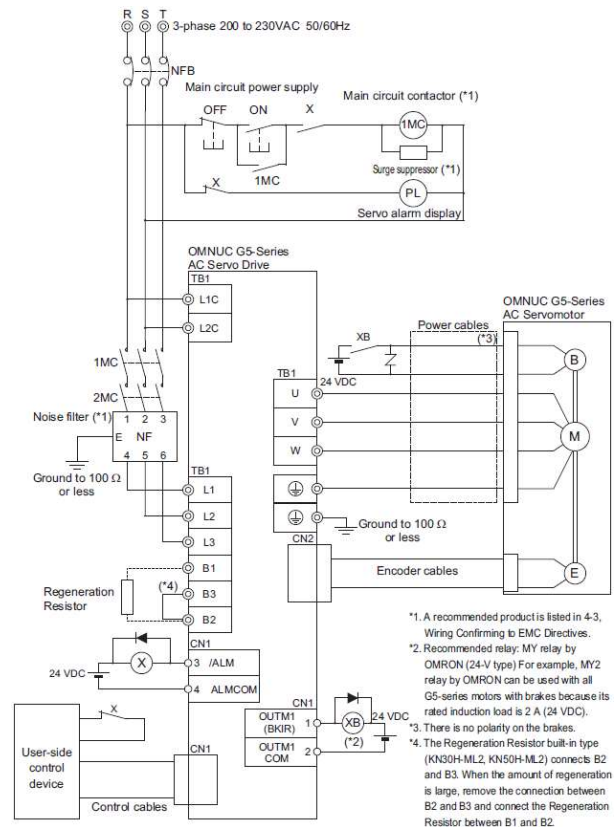 R S T
3-phase 200 to 230VAC 50/60Hz
NFB
Main circuit power supply
Main circuit contactor (*1)
OFF ON X
1MC
Surge suppressor (*1)
1MC
X
PL
Servo alarm display
OMNUC G5-Series
AC Servo Drive
TB1
L1C
L2C
OMNUC G5-Series
AC Servomotor
XB
Power cables
(*3)
B
24 VDC
1MC
2MC
TB1
U
V
W
M
Noise filter (*1)
1 2 3
E NF
4 5 6
Ground to 100 Ω
or less
TB1
L1
L2
L3
Ground to 100 Ω
or less
CN2
Encoder cables
E
B1
Regeneration
Resistor
(*4)
B3
B2
CN1
X
3 /ALM
24 VDC
4 ALMCOM
X
User-side
control
device
CN1
Control cables
CN1
OUTM1
(BKIR)
1
XB
24 VDC
(*2)
OUTM1
COM
2
*1. A recommended product is listed in 4-3,
Wiring Confirming to EMC Directives.
*2. Recommended relay: MY relay by
OMRON (24-V type) For example, MY2
relay by OMRON can be used with all
G5-series motors with brakes because its
rated induction load is 2 A (24 VDC).
*3. There is no polarity on the brakes.
*4. The Regeneration Resistor built-in type
(KN30H-ML2, KN50H-ML2) connects B2
and B3. When the amount of regeneration
is large, remove the connection between
B2 and B3 and connect the Regeneration
Resistor between B1 and B2.